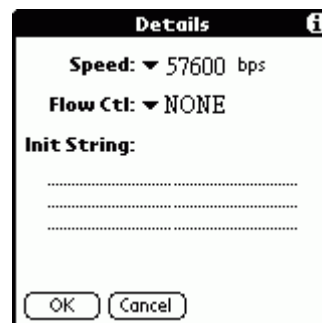 Details i
Speed: 57600 bps
Flow Ctl: NONE
Init String:
OK Cancel